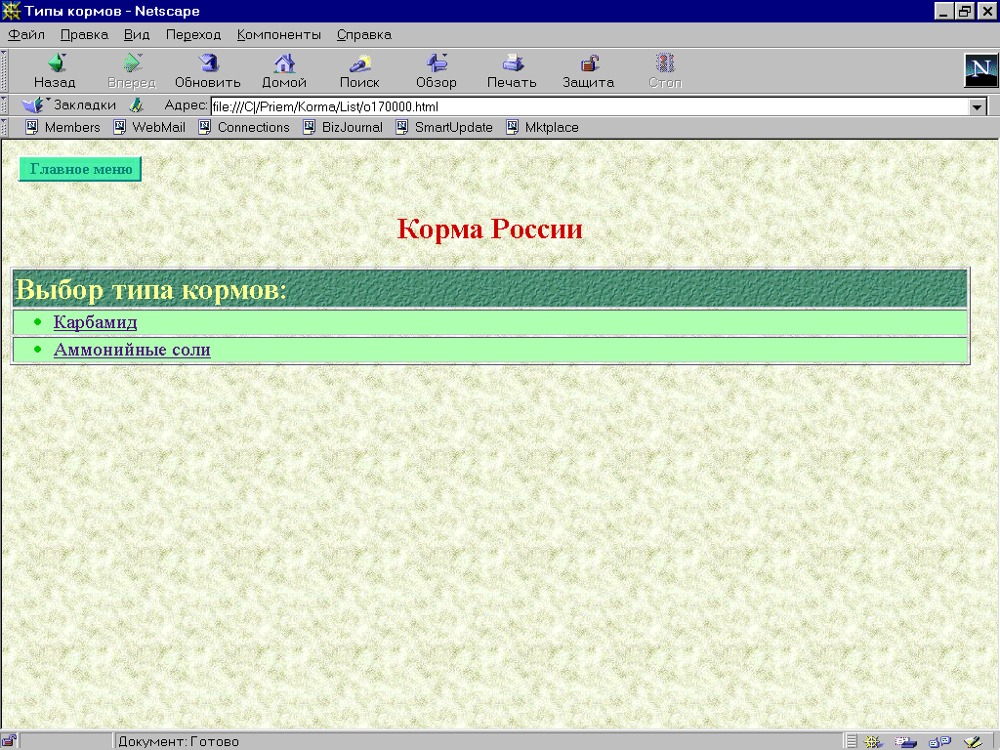 Типы кормов - Netscape
Файл Правка Вид Переход Компоненты Справка
Назад Вперед Обновить Домой Поиск Обзор Печать Защита Стоп
N
Закладки Адрес: file:///C|/Priem/Korma/List/o170000.html
Members WebMail Connections BizJournal SmartUpdate Mktplace
Главное меню
Корма России
Выбор типа кормов:
Карбамид
Аммонийные соли
Документ: Готово